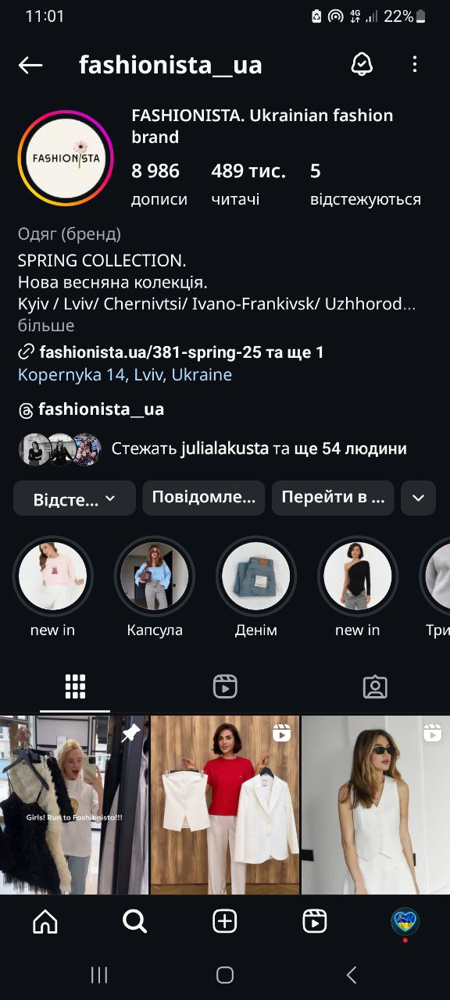 11:01
4G 22%
fashionista__ua
FASHIONISTA. Ukrainian fashion
brand
FASHIONISTA
8 986 489 тис. 5
дописи читачі відстежуються
Одяг (бренд)
SPRING COLLECTION.
Нова весняна колекція.
Kyiv / Lviv/ Chernivtsi/ Ivano-Frankivsk/ Uzhhorod...
більше
fashionista.ua/381-spring-25 та ще 1
Kopernyka 14, Lviv, Ukraine
fashionista__ua
Стежать julialakusta та ще 54 людини
Відсте... Повідомле... Перейти в ...
new in Капсула Денім new in Три
Girls! Run to Fashionista!!!